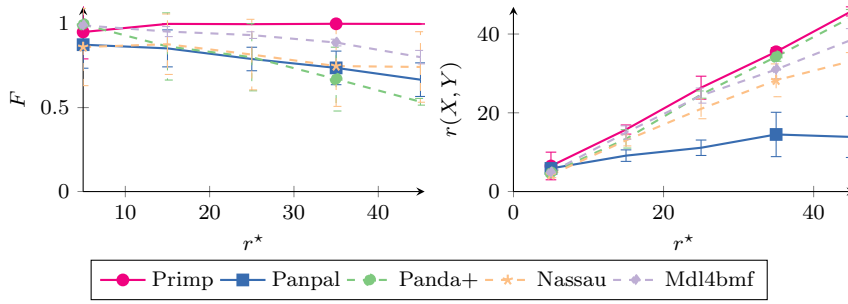 1
0.5
0
F
10 20 30 40
r⋆
40
20
0
r(X, Y)
0 20 40
r⋆
Primp Panpal Panda+ Nassau Mdl4bmf